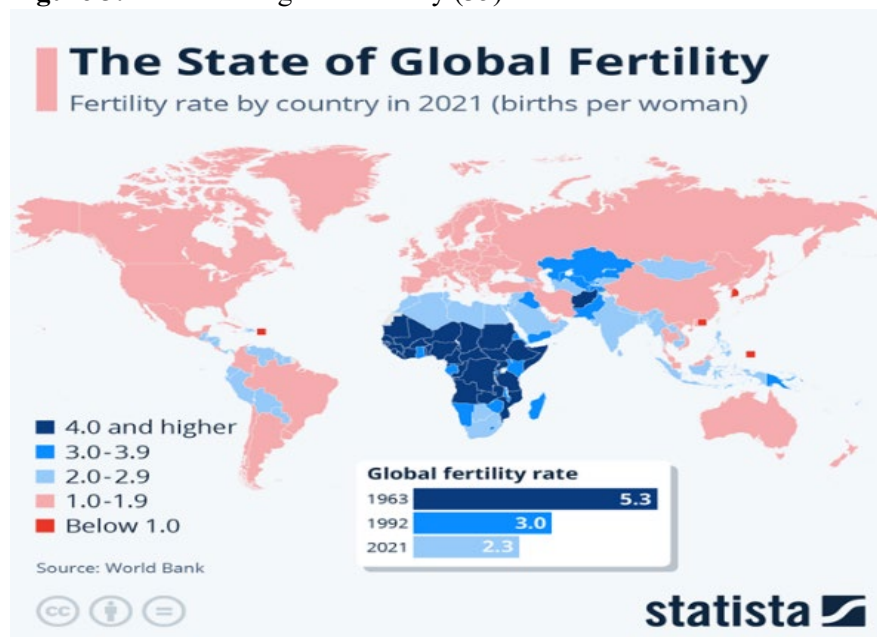 The State of Global Fertility
Fertility rate by country in 2021 (births per woman)
4.0 and higher
3.0-3.9
2.0-2.9
1.0-1.9
Below 1.0
Global fertility rate
1963 5.3
1992 3.0
2021 2.3
Source: World Bank
cc
statista